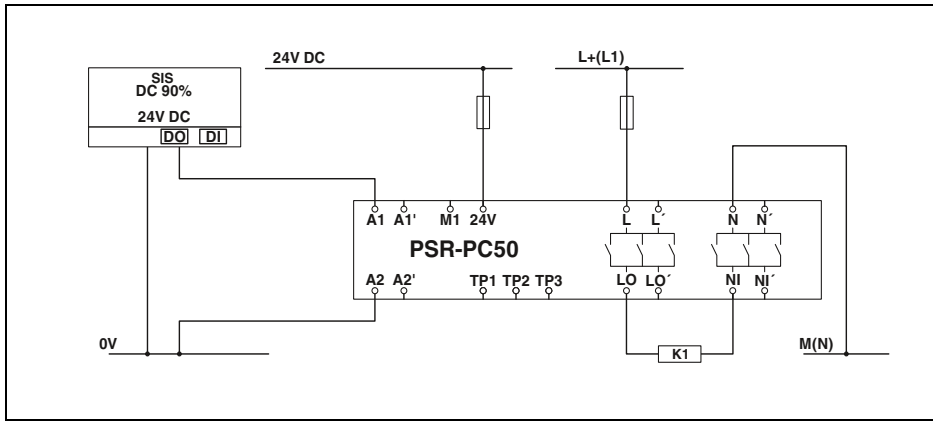 24V DC
L+(L1)
SIS
DC 90%
24V DC
DO DI
A1 A1' M1 24V L L´ N N´
PSR-PC50
A2 A2' TP1 TP2 TP3 LO LO´ NI NI´
0V
K1
M(N)